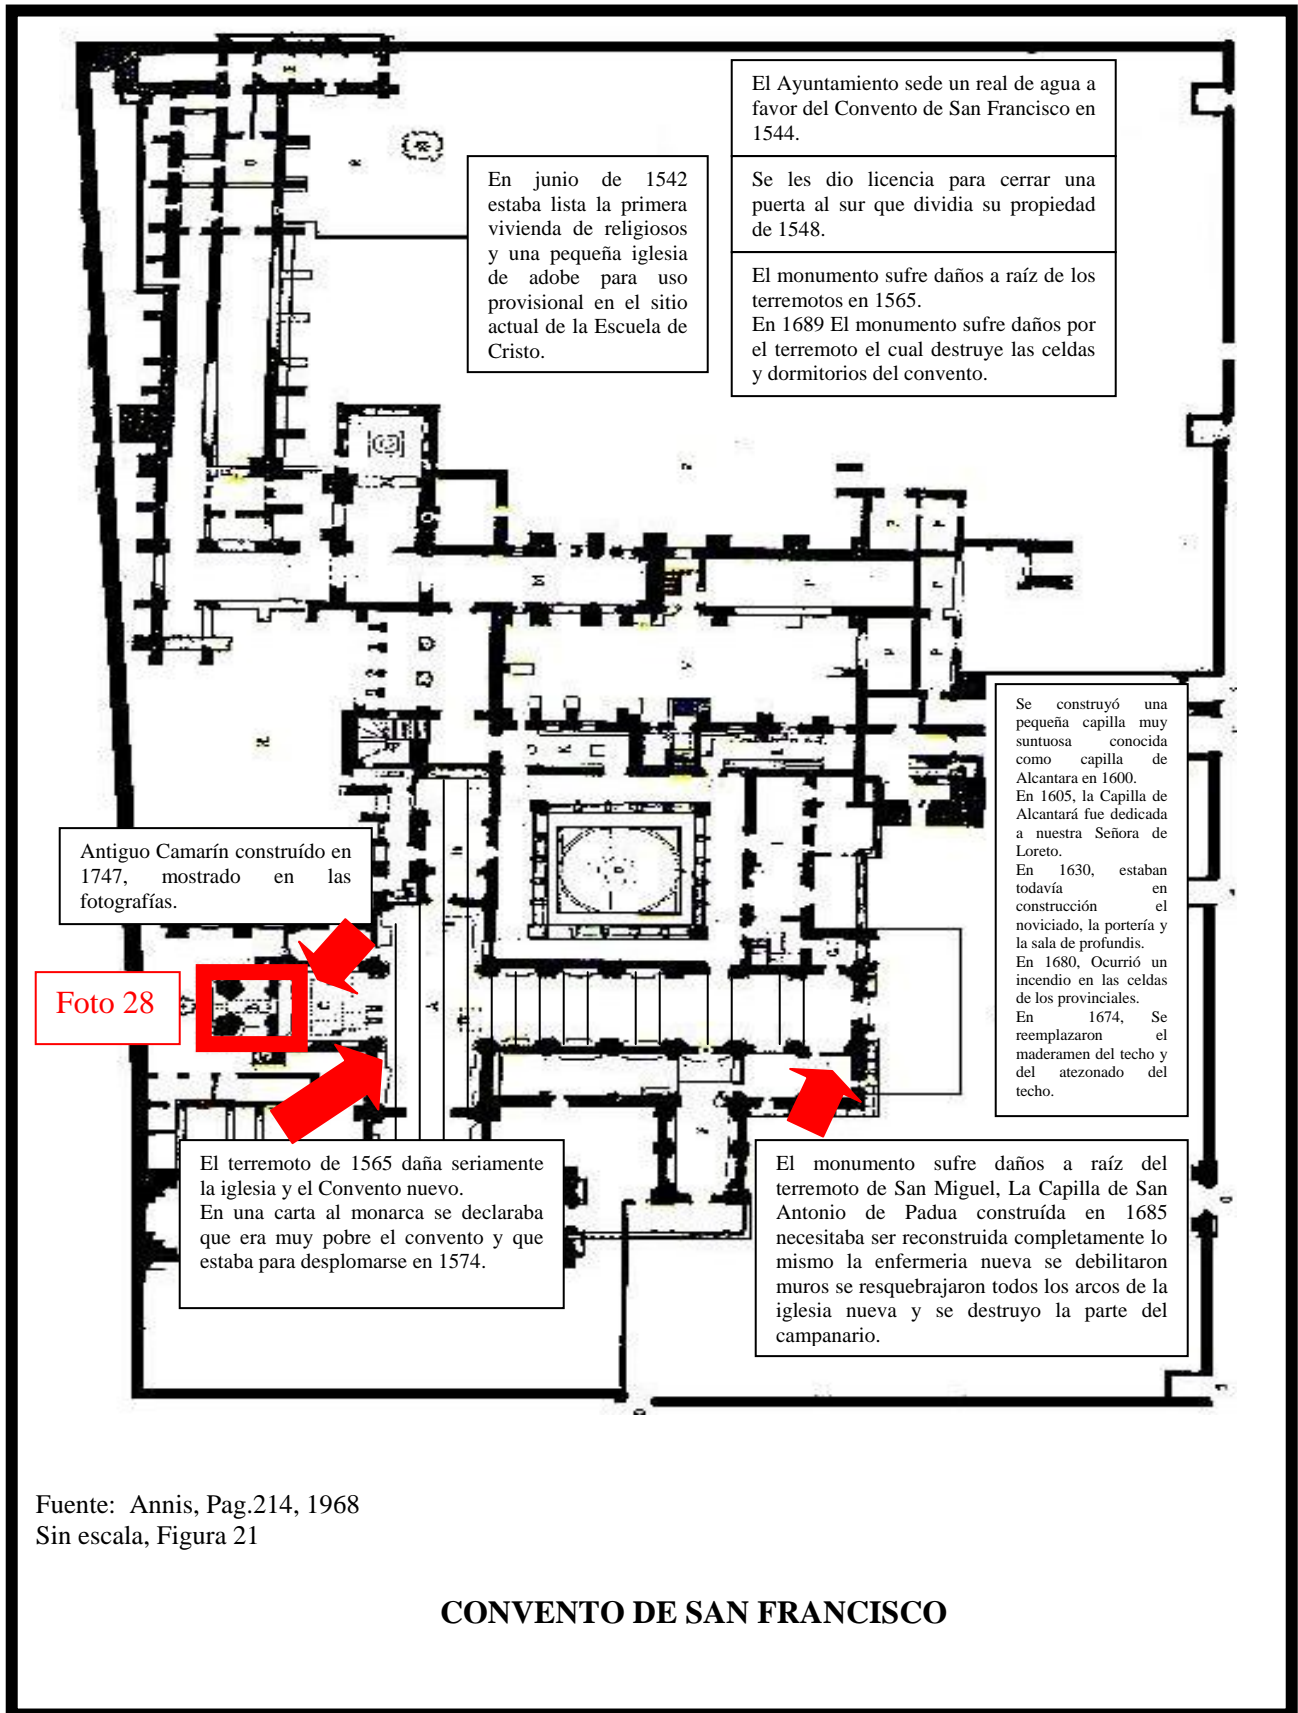 El Ayuntamiento sede un real de agua a
favor del Convento de San Francisco en
1544.
Se les dio licencia para cerrar una
puerta al sur que dividia su propiedad
de 1548.
El monumento sufre daños a raíz de los
terremotos en 1565.
En 1689 El monumento sufre daños por
el terremoto el cual destruye las celdas
y dormitorios del convento.
En junio de 1542
estaba lista la primera
vivienda de religiosos
y una pequeña iglesia
de adobe para uso
provisional en el sitio
actual de la Escuela de
Cristo.
Se construyó una
pequeña capilla muy
suntuosa conocida
como capilla de
Alcantara en 1600.
En 1605, la Capilla de
Alcantará fue dedicada
a nuestra Señora de
Loreto.
En 1630, estaban
todavía en
construcción el
noviciado, la portería y
la sala de profundis.
En 1680, Ocurrió un
incendio en las celdas
de los provinciales.
En 1674, Se
reemplazaron el
maderamen del techo y
del atezonado del
techo.
Antiguo Camarín construído en
1747, mostrado en las
fotografías.
Foto 28
El terremoto de 1565 daña seriamente
la iglesia y el Convento nuevo.
En una carta al monarca se declaraba
que era muy pobre el convento y que
estaba para desplomarse en 1574.
El monumento sufre daños a raíz del
terremoto de San Miguel, La Capilla de San
Antonio de Padua construída en 1685
necesitaba ser reconstruida completamente lo
mismo la enfermeria nueva se debilitaron
muros se resquebrajaron todos los arcos de la
iglesia nueva y se destruyo la parte del
campanario.
Fuente: Annis, Pag.214, 1968
Sin escala, Figura 21
CONVENTO DE SAN FRANCISCO